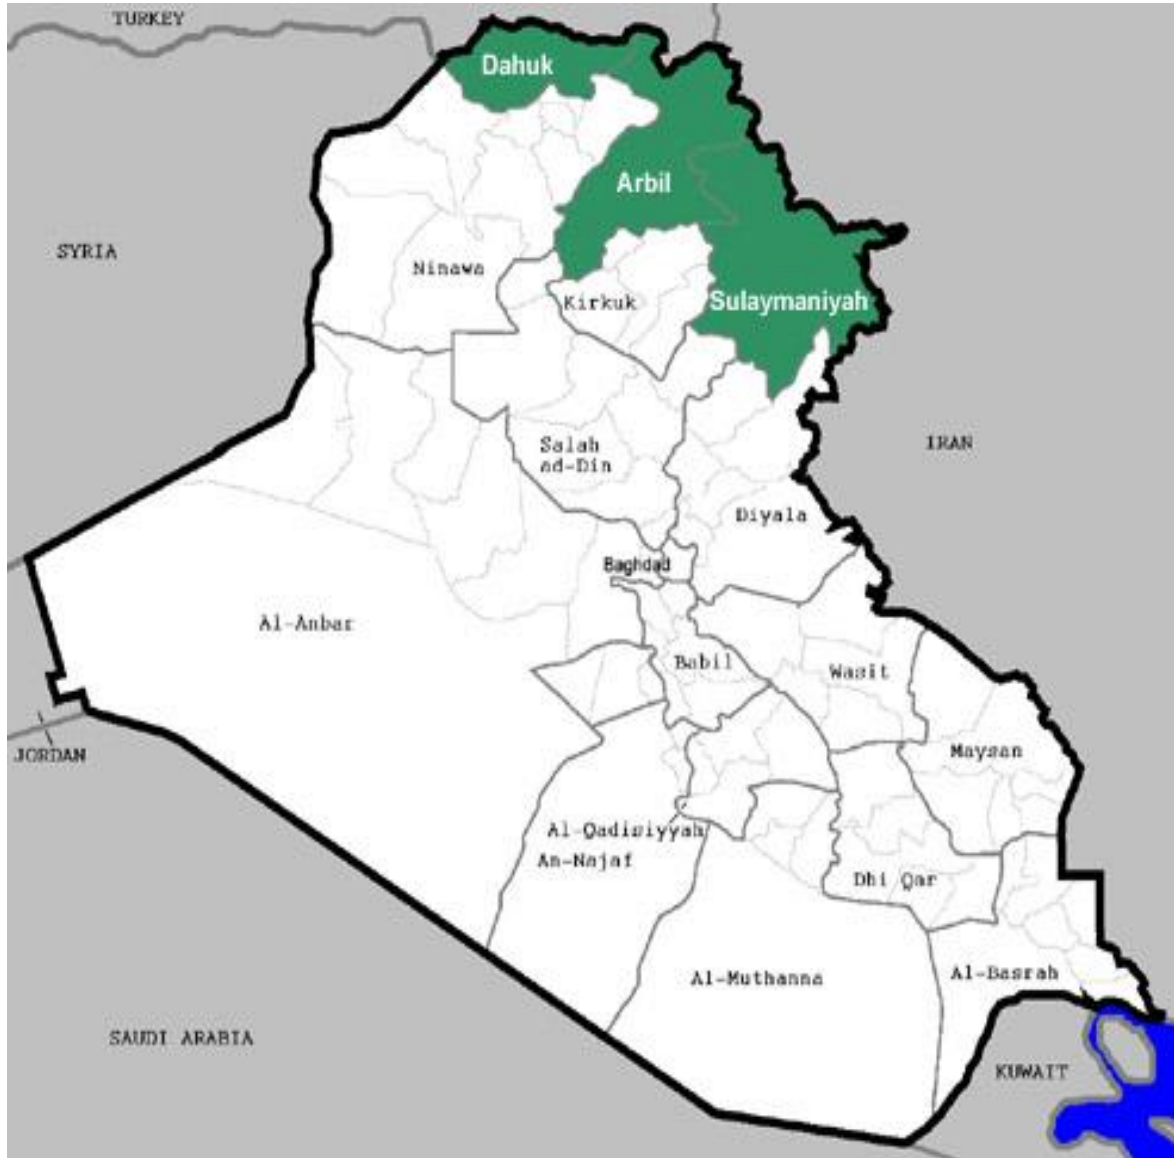 TURKEY
Dahuk
Arbil
SYRIA
Ninawa
Kirkuk
Sulaymaniyah
IRAN
Salah
ad-Din
Diyala
Baghdad
Al-Anbar
Babil
Wasit
JORDAN
Maysan
Al-Qadisiyyah
An-Najaf
Dhi Qar
Al-Muthanna
Al-Basrah
SAUDI ARABIA
KUWAIT